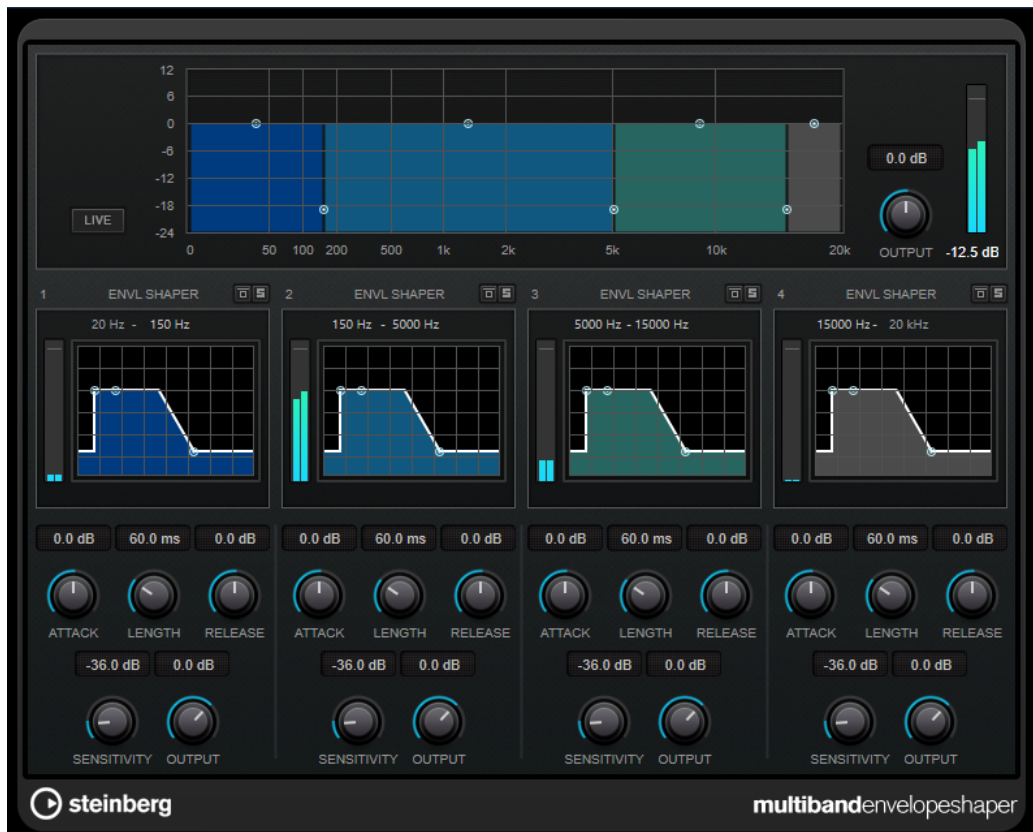 12
6
0
-6
-12
-18
-24
LIVE
0 50 100 200 500 1k 2k 5k 10k 20k
0.0 dB
OUTPUT
-12.5 dB
1 ENVL SHAPER S 2 ENVL SHAPER S 3 ENVL SHAPER S 4 ENVL SHAPER S
20 Hz - 150 Hz 150 Hz - 5000 Hz 5000 Hz - 15000 Hz 15000 Hz - 20 kHz
0.0 dB 60.0 ms 0.0 dB 0.0 dB 60.0 ms 0.0 dB 0.0 dB 60.0 ms 0.0 dB 0.0 dB 60.0 ms 0.0 dB
ATTACK LENGTH RELEASE ATTACK LENGTH RELEASE ATTACK LENGTH RELEASE ATTACK LENGTH RELEASE
-36.0 dB 0.0 dB -36.0 dB 0.0 dB -36.0 dB 0.0 dB -36.0 dB 0.0 dB
SENSITIVITY OUTPUT SENSITIVITY OUTPUT SENSITIVITY OUTPUT SENSITIVITY OUTPUT
steinberg multibandenvelopeshaper